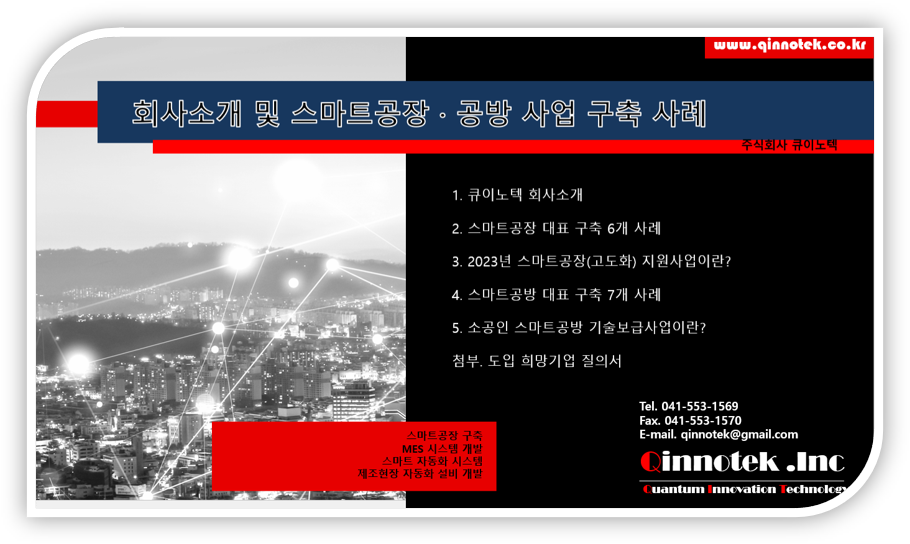 www.qinnotek.co.kr
회사소개 및 스마트공장 · 공방 사업 구축 사례
주식회사 큐이노텍
1. 큐이노텍 회사소개
2. 스마트공장 대표 구축 6개 사례
3. 2023년 스마트공장(고도화) 지원사업이란?
4. 스마트공방 대표 구축 7개 사례
5. 소공인 스마트공방 기술보급사업이란?
첨부. 도입 희망기업 질의서
스마트공장 구축
MES 시스템 개발
스마트 자동화 시스템
제조현장 자동화 설비 개발
Tel. 041-553-1569
Fax. 041-553-1570
E-mail. qinnotek@gmail.com
Qinnotek .Inc
Quantum Innovation Technology